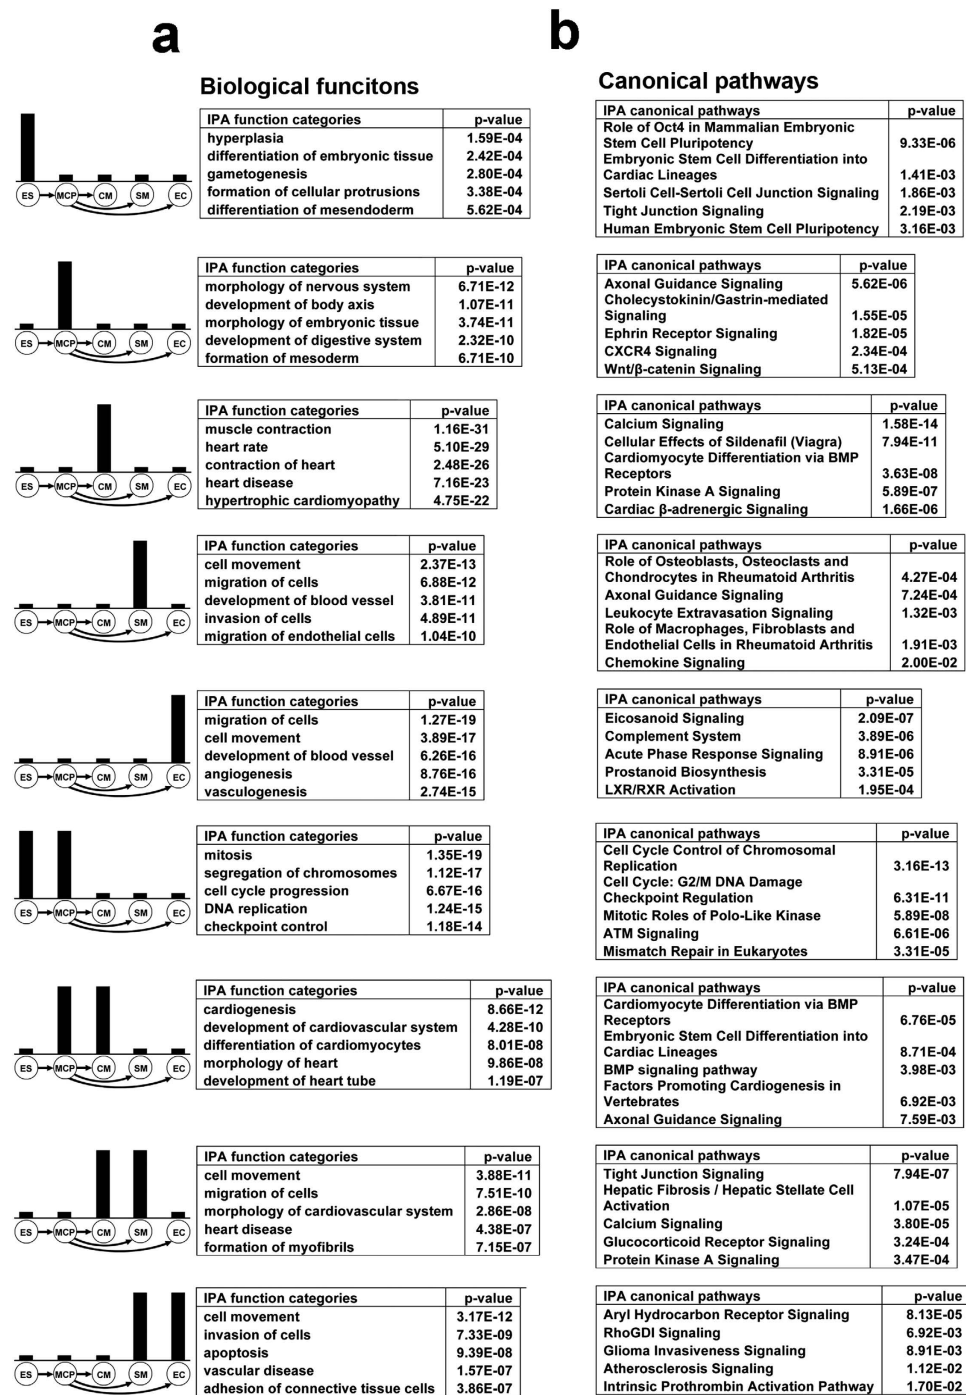 a
b
Biological funcitons
Canonical pathways
IPA function categories p-value
hyperplasia 1.59E-04
differentiation of embryonic tissue 2.42E-04
gametogenesis 2.80E-04
formation of cellular protrusions 3.38E-04
differentiation of mesendoderm 5.62E-04
ES MCP CM SM EC
IPA canonical pathways p-value
Role of Oct4 in Mammalian Embryonic
Stem Cell Pluripotency 9.33E-06
Embryonic Stem Cell Differentiation into
Cardiac Lineages 1.41E-03
Sertoli Cell-Sertoli Cell Junction Signaling 1.86E-03
Tight Junction Signaling 2.19E-03
Human Embryonic Stem Cell Pluripotency 3.16E-03
IPA function categories p-value
morphology of nervous system 6.71E-12
development of body axis 1.07E-11
morphology of embryonic tissue 3.74E-11
development of digestive system 2.32E-10
formation of mesoderm 6.71E-10
ES MCP CM SM EC
IPA canonical pathways p-value
Axonal Guidance Signaling 5.62E-06
Cholecystokinin/Gastrin-mediated
Signaling 1.55E-05
Ephrin Receptor Signaling 1.82E-05
CXCR4 Signaling 2.34E-04
Wnt/β-catenin Signaling 5.13E-04
IPA function categories p-value
muscle contraction 1.16E-31
heart rate 5.10E-29
contraction of heart 2.48E-26
heart disease 7.16E-23
hypertrophic cardiomyopathy 4.75E-22
ES MCP CM SM EC
IPA canonical pathways p-value
Calcium Signaling 1.58E-14
Cellular Effects of Sildenafil (Viagra) 7.94E-11
Cardiomyocyte Differentiation via BMP
Receptors 3.63E-08
Protein Kinase A Signaling 5.89E-07
Cardiac β-adrenergic Signaling 1.66E-06
IPA function categories p-value
cell movement 2.37E-13
migration of cells 6.88E-12
development of blood vessel 3.81E-11
invasion of cells 4.89E-11
migration of endothelial cells 1.04E-10
ES MCP CM SM EC
IPA canonical pathways p-value
Role of Osteoblasts, Osteoclasts and
Chondrocytes in Rheumatoid Arthritis 4.27E-04
Axonal Guidance Signaling 7.24E-04
Leukocyte Extravasation Signaling 1.32E-03
Role of Macrophages, Fibroblasts and
Endothelial Cells in Rheumatoid Arthritis 1.91E-03
Chemokine Signaling 2.00E-02
IPA function categories p-value
migration of cells 1.27E-19
cell movement 3.89E-17
development of blood vessel 6.26E-16
angiogenesis 8.76E-16
vasculogenesis 2.74E-15
ES MCP CM SM EC
IPA canonical pathways p-value
Eicosanoid Signaling 2.09E-07
Complement System 3.89E-06
Acute Phase Response Signaling 8.91E-06
Prostanoid Biosynthesis 3.31E-05
LXR/RXR Activation 1.95E-04
IPA function categories p-value
mitosis 1.35E-19
segregation of chromosomes 1.12E-17
cell cycle progression 6.67E-16
DNA replication 1.24E-15
checkpoint control 1.18E-14
ES MCP CM SM EC
IPA canonical pathways p-value
Cell Cycle Control of Chromosomal
Replication 3.16E-13
Cell Cycle: G2/M DNA Damage
Checkpoint Regulation 6.31E-11
Mitotic Roles of Polo-Like Kinase 5.89E-08
ATM Signaling 6.61E-06
Mismatch Repair in Eukaryotes 3.31E-05
IPA function categories p-value
cardiogenesis 8.66E-12
development of cardiovascular system 4.28E-10
differentiation of cardiomyocytes 8.01E-08
morphology of heart 9.86E-08
development of heart tube 1.19E-07
ES MCP CM SM EC
IPA canonical pathways p-value
Cardiomyocyte Differentiation via BMP
Receptors 6.76E-05
Embryonic Stem Cell Differentiation into
Cardiac Lineages 8.71E-04
BMP signaling pathway 3.98E-03
Factors Promoting Cardiogenesis in
Vertebrates 6.92E-03
Axonal Guidance Signaling 7.59E-03
IPA function categories p-value
cell movement 3.88E-11
migration of cells 7.51E-10
morphology of cardiovascular system 2.86E-08
heart disease 4.38E-07
formation of myofibrils 7.15E-07
ES MCP CM SM EC
IPA canonical pathways p-value
Tight Junction Signaling 7.94E-07
Hepatic Fibrosis / Hepatic Stellate Cell
Activation 1.07E-05
Calcium Signaling 3.80E-05
Glucocorticoid Receptor Signaling 3.24E-04
Protein Kinase A Signaling 3.47E-04
IPA function categories p-value
cell movement 3.17E-12
invasion of cells 7.33E-09
apoptosis 9.39E-08
vascular disease 1.57E-07
adhesion of connective tissue cells 3.86E-07
ES MCP CM SM EC
IPA canonical pathways p-value
Aryl Hydrocarbon Receptor Signaling 8.13E-05
RhoGDI Signaling 6.92E-03
Glioma Invasiveness Signaling 8.91E-03
Atherosclerosis Signaling 1.12E-02
Intrinsic Prothrombin Activation Pathway 1.70E-02